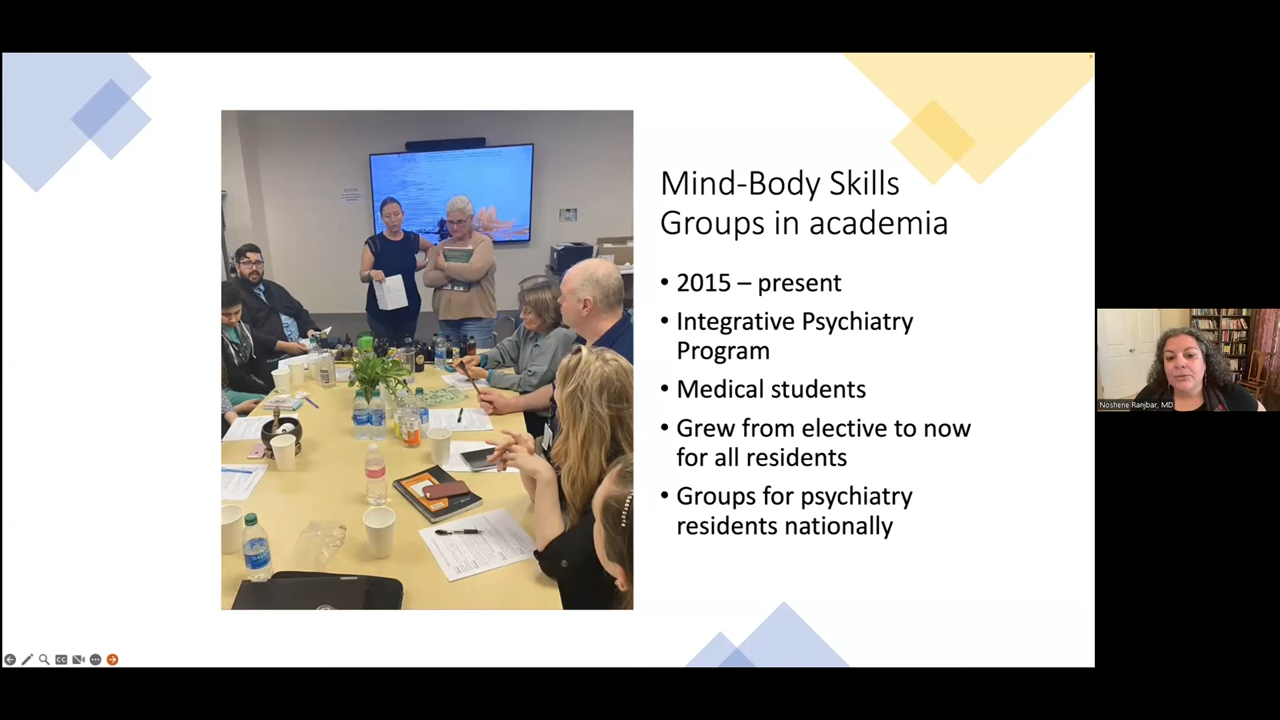 Mind-Body Skills
Groups in academia
• 2015 – present
• Integrative Psychiatry
Program
• Medical students
• Grew from elective to now
for all residents
• Groups for psychiatry
residents nationally
Noshene Ranjbar, MD
CC